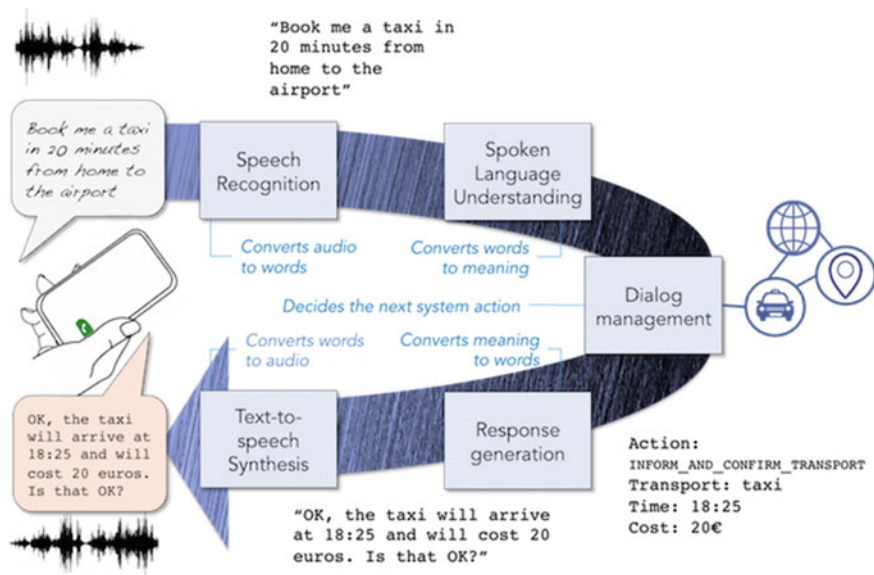 “Book me a taxi in
20 minutes from
home to the
airport”
Book me a taxi
in 20 minutes
from home to
the airport
Speech
Recognition
Spoken
Language
Understanding
Converts audio
to words
Converts words
to meaning
Decides the next system action
Dialog
management
Converts words
to audio
Converts meaning
to words
Text-to-
speech
Synthesis
Response
generation
OK, the taxi
will arrive at
18:25 and will
cost 20 euros.
Is that OK?
Action:
INFORM_AND_CONFIRM_TRANSPORT
Transport: taxi
Time: 18:25
Cost: 20€
“OK, the taxi will arrive
at 18:25 and will cost 20
euros. Is that OK?”